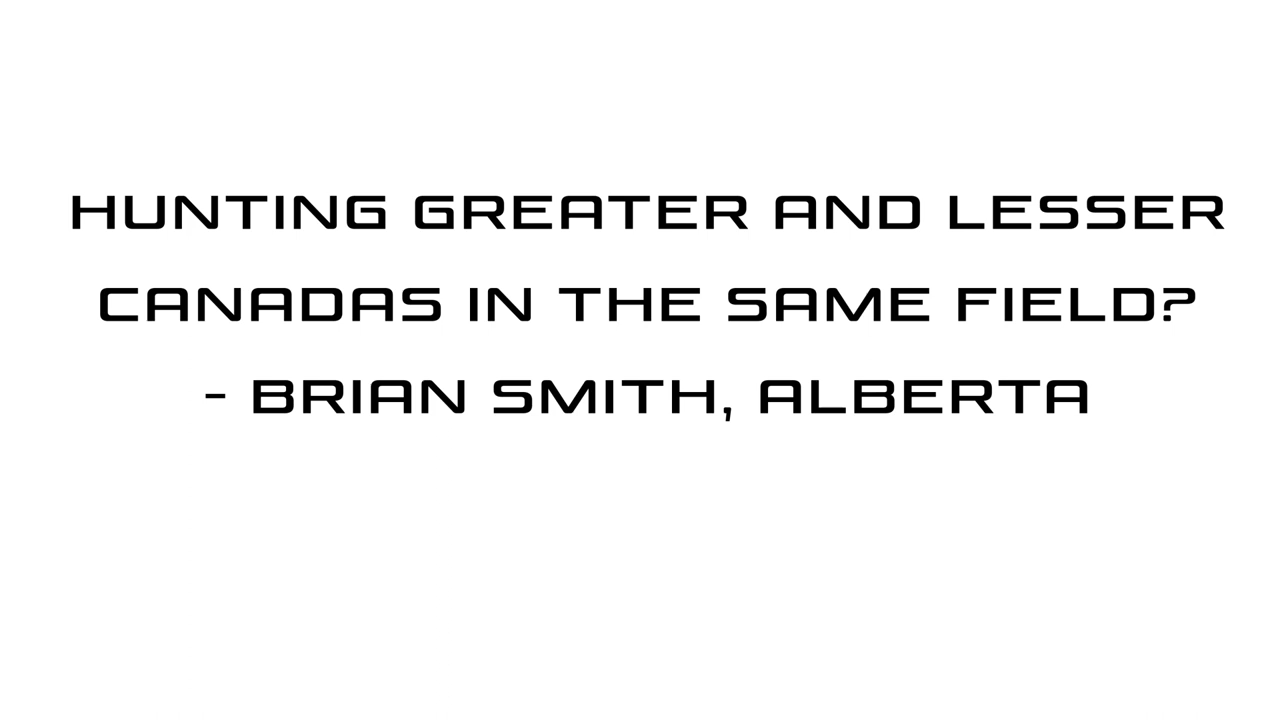 HUNTING GREATER AND LESSER
CANADAS IN THE SAME FIELD?
- BRIAN SMITH, ALBERTA